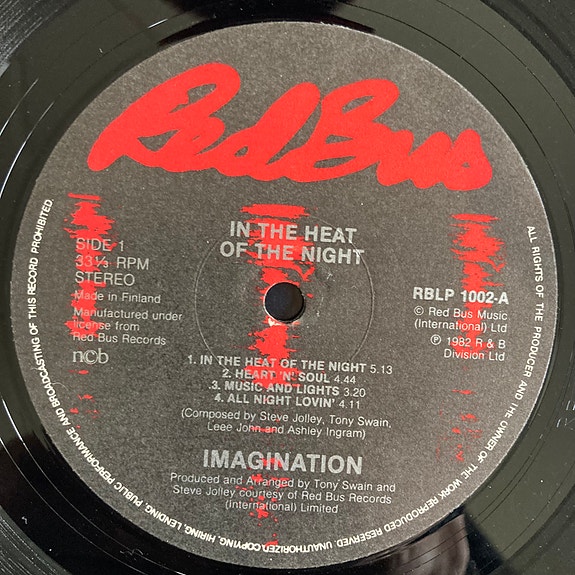 Red Bus
IN THE HEAT
OF THE NIGHT
SIDE 1
33⅓ RPM
STEREO
Made in Finland
Manufactured under
license from
Red Bus Records
ncb
RBLP 1002-A
© Red Bus Music
(International) Ltd
℗ 1982 R & B
Division Ltd
1. IN THE HEAT OF THE NIGHT 5.13
2. HEART 'N' SOUL 4.44
3. MUSIC AND LIGHTS 3.20
4. ALL NIGHT LOVIN' 4.11
(Composed by Steve Jolley, Tony Swain,
Leee John and Ashley Ingram)
IMAGINATION
Produced and Arranged by Tony Swain and
Steve Jolley courtesy of Red Bus Records
(International) Limited
ALL RIGHTS OF THE PRODUCER AND THE OWNER OF THE WORK REPRODUCED RESERVED. UNAUTHORIZED COPYING, HIRING, LENDING, PUBLIC PERFORMANCE AND BROADCASTING OF THIS RECORD PROHIBITED.